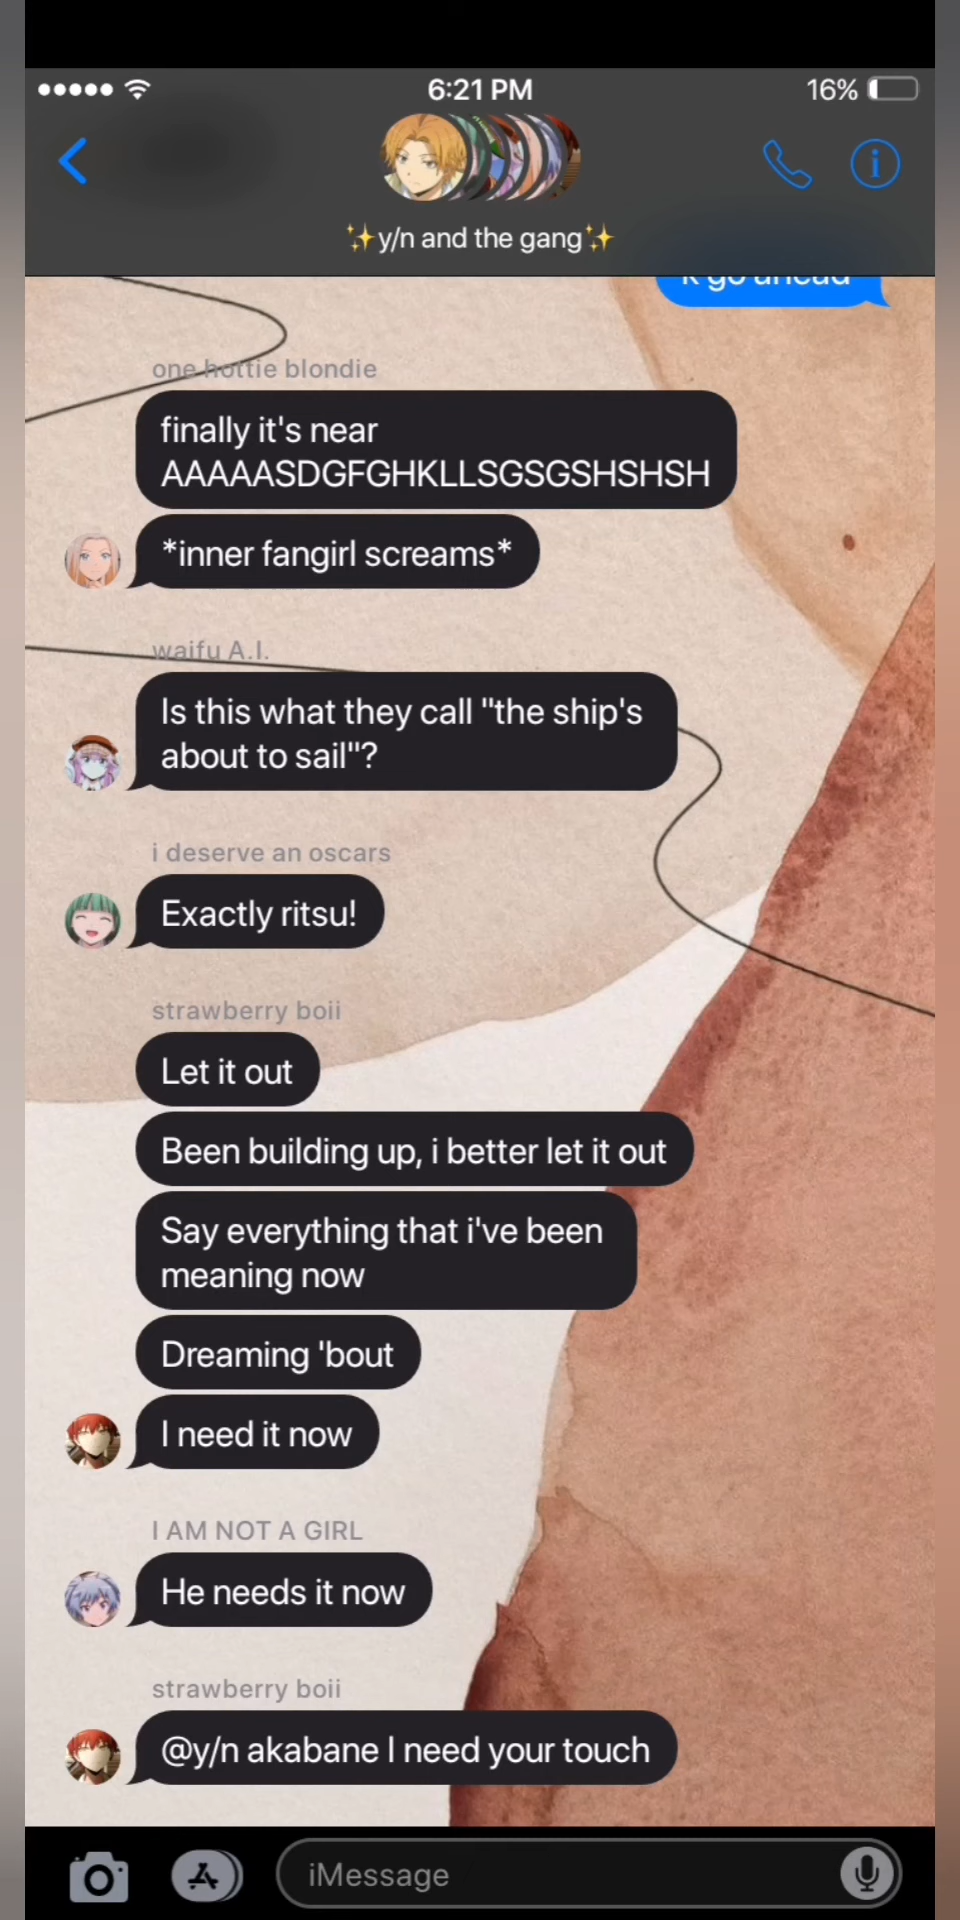 6:21 PM
16%
✨y/n and the gang✨
k go ahead
one hottie blondie
finally it's near
AAAAASDGFGHKLLSGSGSHSHSH
*inner fangirl screams*
waifu A.I.
Is this what they call "the ship's
about to sail"?
i deserve an oscars
Exactly ritsu!
strawberry boii
Let it out
Been building up, i better let it out
Say everything that i've been
meaning now
Dreaming 'bout
I need it now
I AM NOT A GIRL
He needs it now
strawberry boii
@y/n akabane I need your touch
iMessage